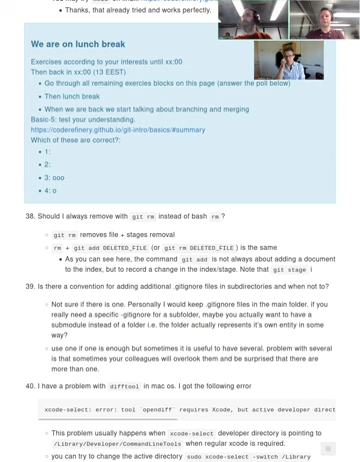 Thanks, that already tried and works perfectly.
We are on lunch break
Exercises according to your interests until xx:00
Then back in xx:00 (13 EEST)
Go through all remaining exercies blocks on this page (answer the poll below)
Then lunch break
When we are back we start talking about branching and merging
Basic-5: test your understanding.
https://coderefinery.github.io/git-intro/basics/#summary
Which of these are correct?:
1:
2:
3: ooo
4: o
38. Should I always remove with git rm instead of bash rm ?
git rm removes file + stages removal
rm + git add DELETED_FILE (or git rm DELETED_FILE ) is the same
As you can see here, the command git add is not always about adding a document
to the index, but to record a change in the index/stage. Note that git stage i
39. Is there a convention for adding additional .gitignore files in subdirectories and when not to?
Not sure if there is one. Personally I would keep .gitignore files in the main folder. if you
really need a specific -gitignore for a subfolder, maybe you actually want to have a
submodule instead of a folder i.e. the folder actually represents it's own entity in some
way?
use one if one is enough but sometimes it is useful to have several. problem with several
is that sometimes your colleagues will overlook them and be surprised that there are
more than one.
40. I have a problem with difftool in mac os. I got the following error
xcode-select: error: tool 'opendiff' requires Xcode, but active developer direct
This problem usually happens when xcode-select developer directory is pointing to
/Library/Developer/CommandLineTools when regular xcode is required.
you can try to change the active directory sudo xcode-select -switch /Library